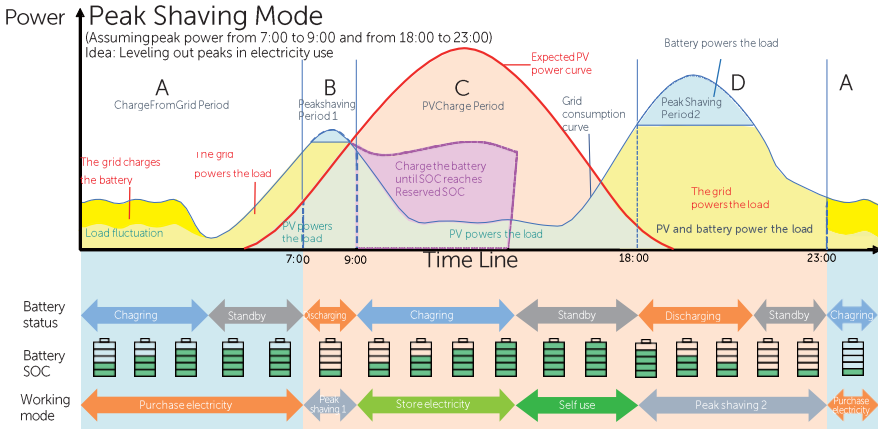 Power
Peak Shaving Mode
(Assumingpeak power from 7:00 to 9:00 and from 18:00 to 23:00)
Idea: Leveling out peaks in electricity use
Battery powers the load
Expected PV
power curve
A
B
C
D
A
ChargeFromGrid Period
Peakshaving
Period 1
PVCharge Period
Grid
consumption
curve
Peak Shaving
Period2
The grid charges
the battery
The grid
powers the load
Charge the battery
until SOC reaches
Reserved SOC
The grid
powers the load
Load fluctuation
PV powers
the load
PV powers the load
PV and battery power the load
7:00
9:00
Time Line
18:00
23:00
Battery
status
Chagring
Standby
Discharging
Chagring
Standby
Discharging
Standby
Chagring
Battery
SOC
Working
mode
Purchase electricity
Peak
shaving 1
Store electricity
Self use
Peak shaving 2
Purchase
electricity